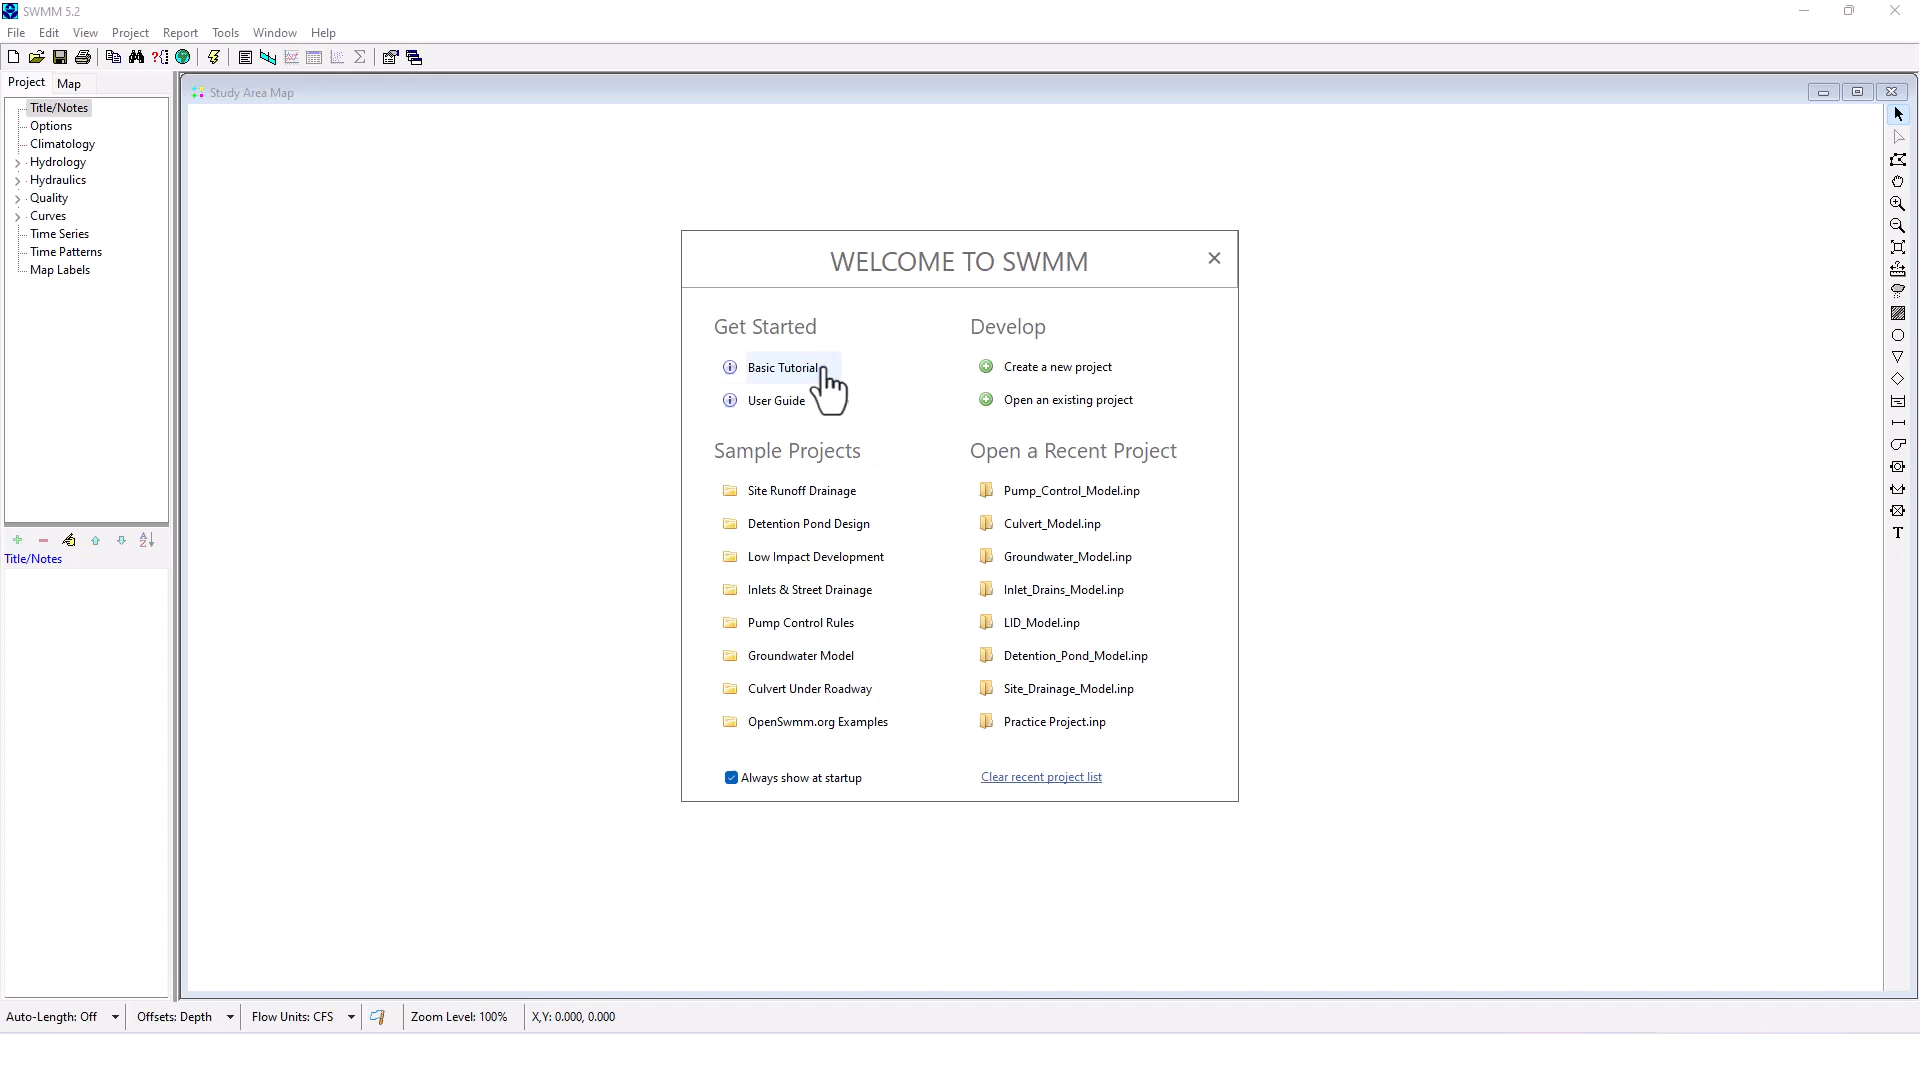 SWMM 5.2
File Edit View Project Report Tools Window Help
Project Map
Title/Notes
Options
Climatology
Hydrology
Hydraulics
Quality
Curves
Time Series
Time Patterns
Map Labels
Title/Notes
Study Area Map
WELCOME TO SWMM
Get Started
Basic Tutorial
User Guide
Develop
Create a new project
Open an existing project
Sample Projects
Site Runoff Drainage
Detention Pond Design
Low Impact Development
Inlets & Street Drainage
Pump Control Rules
Groundwater Model
Culvert Under Roadway
OpenSwmm.org Examples
Always show at startup
Open a Recent Project
Pump_Control_Model.inp
Culvert_Model.inp
Groundwater_Model.inp
Inlet_Drains_Model.inp
LID_Model.inp
Detention_Pond_Model.inp
Site_Drainage_Model.inp
Practice Project.inp
Clear recent project list
T
Auto-Length: Off Offsets: Depth Flow Units: CFS Zoom Level: 100% X,Y: 0.000, 0.000